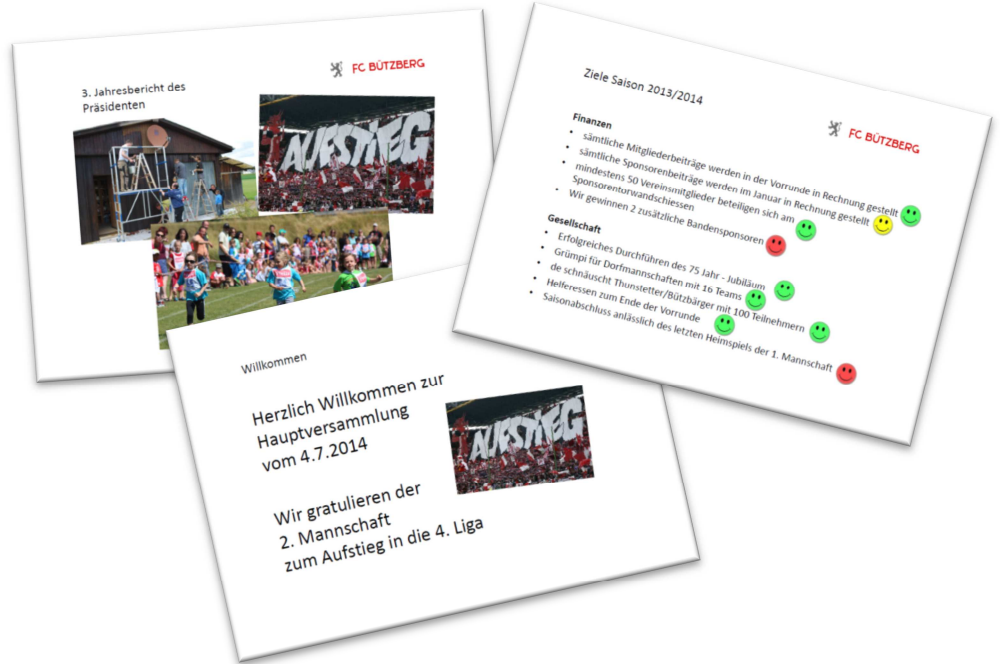 3. Jahresbericht des
Präsidenten
FC BÜTZBERG
AUFSTIEG
Ziele Saison 2013/2014
FC BÜTZBERG
Finanzen
• sämtliche Mitgliederbeiträge werden in der Vorrunde in Rechnung gestellt
• sämtliche Sponsorenbeiträge werden im Januar in Rechnung gestellt
• mindestens 50 Vereinsmitglieder beteiligen sich am
Sponsorentorwandschiessen
• Wir gewinnen 2 zusätzliche Bandensponsoren
Gesellschaft
• Erfolgreiches Durchführen des 75 Jahr - Jubiläum
• Grümpi für Dorfmannschaften mit 16 Teams
• de schnäuscht Thunstetter/Bützbärger mit 100 Teilnehmern
• Helferessen zum Ende der Vorrunde
• Saisonabschluss anlässlich des letzten Heimspiels der 1. Mannschaft
Willkommen
Herzlich Willkommen zur
Hauptversammlung
vom 4.7.2014
AUFSTIEG
Wir gratulieren der
2. Mannschaft
zum Aufstieg in die 4. Liga